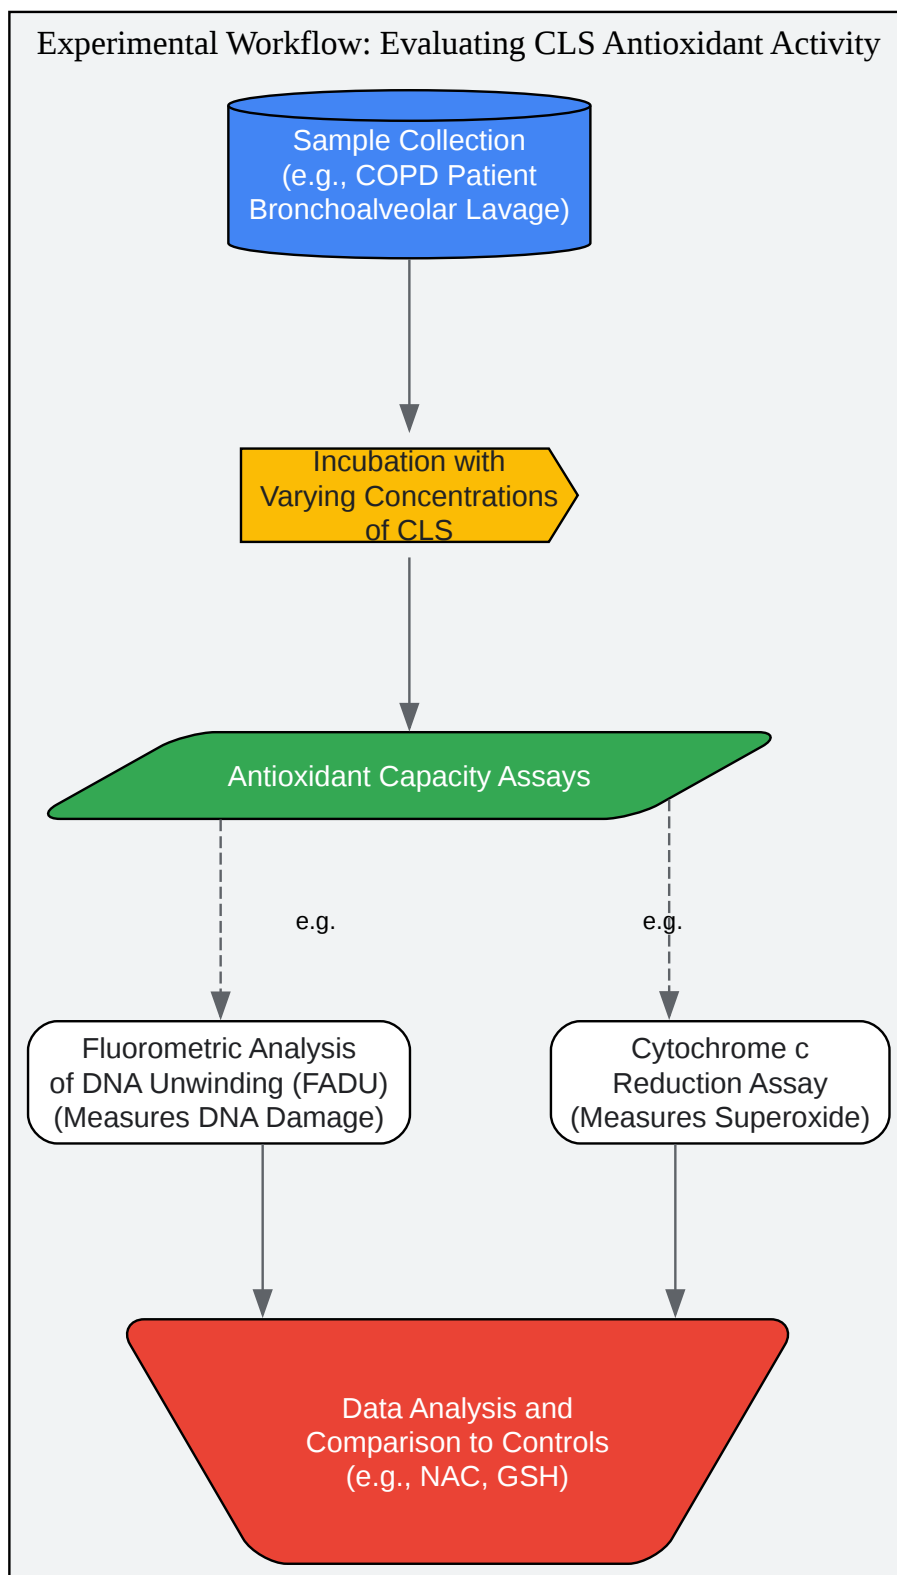 Experimental Workflow: Evaluating CLS Antioxidant Activity
Sample Collection
(e.g., COPD Patient
Bronchoalveolar Lavage)
Incubation with
Varying Concentrations
of CLS
Antioxidant Capacity Assays
e.g.
e.g.
Fluorometric Analysis
of DNA Unwinding (FADU)
(Measures DNA Damage)
Cytochrome c
Reduction Assay
(Measures Superoxide)
Data Analysis and
Comparison to Controls
(e.g., NAC, GSH)